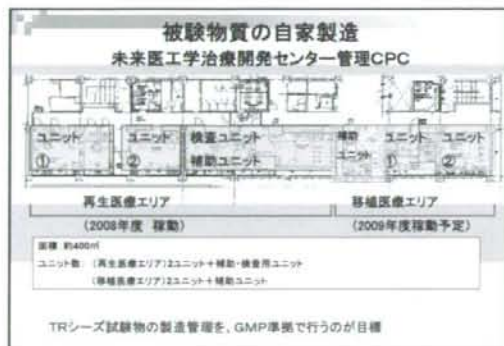 被験物質の自家製造
未来医工学治療開発センター管理CPC
ユニット
①
ユニット
②
検査ユニット
補助ユニット
補助
ユニット
ユニット
①
ユニット
②
再生医療エリア
(2008年度 稼動)
移植医療エリア
(2009年度稼動予定)
面積 約400㎡
ユニット数: (再生医療エリア)2ユニット+補助・検査用ユニット
(移植医療エリア)2ユニット+補助ユニット
TRシーズ試験物の製造管理を、GMP準拠で行うのが目標